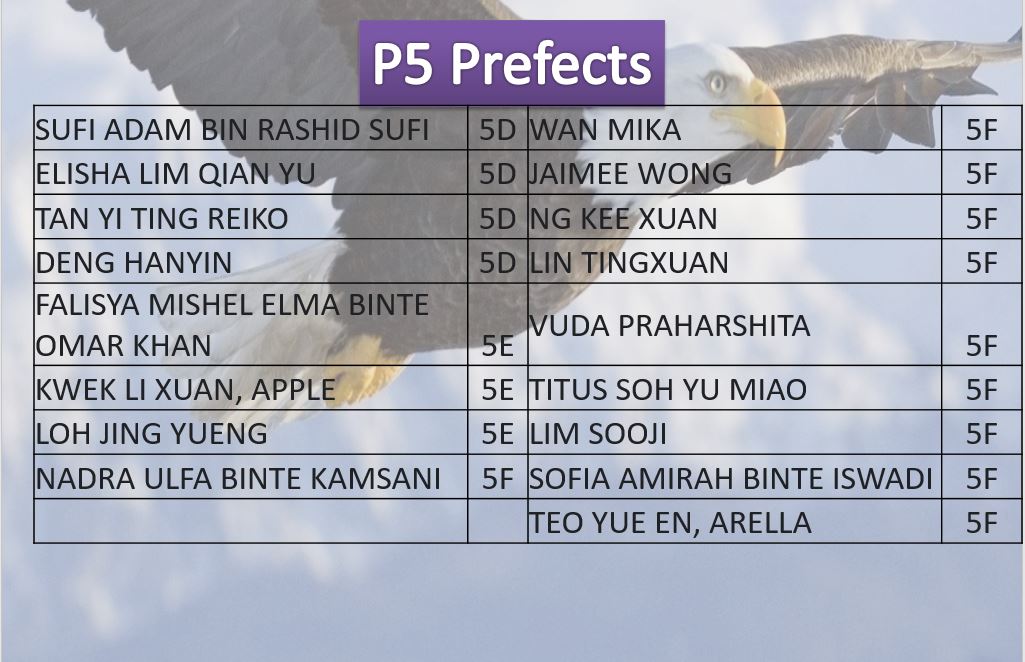 P5 Prefects
SUFI ADAM BIN RASHID SUFI 5D WAN MIKA 5F
ELISHA LIM QIAN YU 5D JAIMEE WONG 5F
TAN YI TING REIKO 5D NG KEE XUAN 5F
DENG HANYIN 5D LIN TINGXUAN 5F
FALISYA MISHEL ELMA BINTE
OMAR KHAN 5E VUDA PRAHARSHITA 5F
KWEK LI XUAN, APPLE 5E TITUS SOH YU MIAO 5F
LOH JING YUENG 5E LIM SOOJI 5F
NADRA ULFA BINTE KAMSANI 5F SOFIA AMIRAH BINTE ISWADI 5F
TEO YUE EN, ARELLA 5F